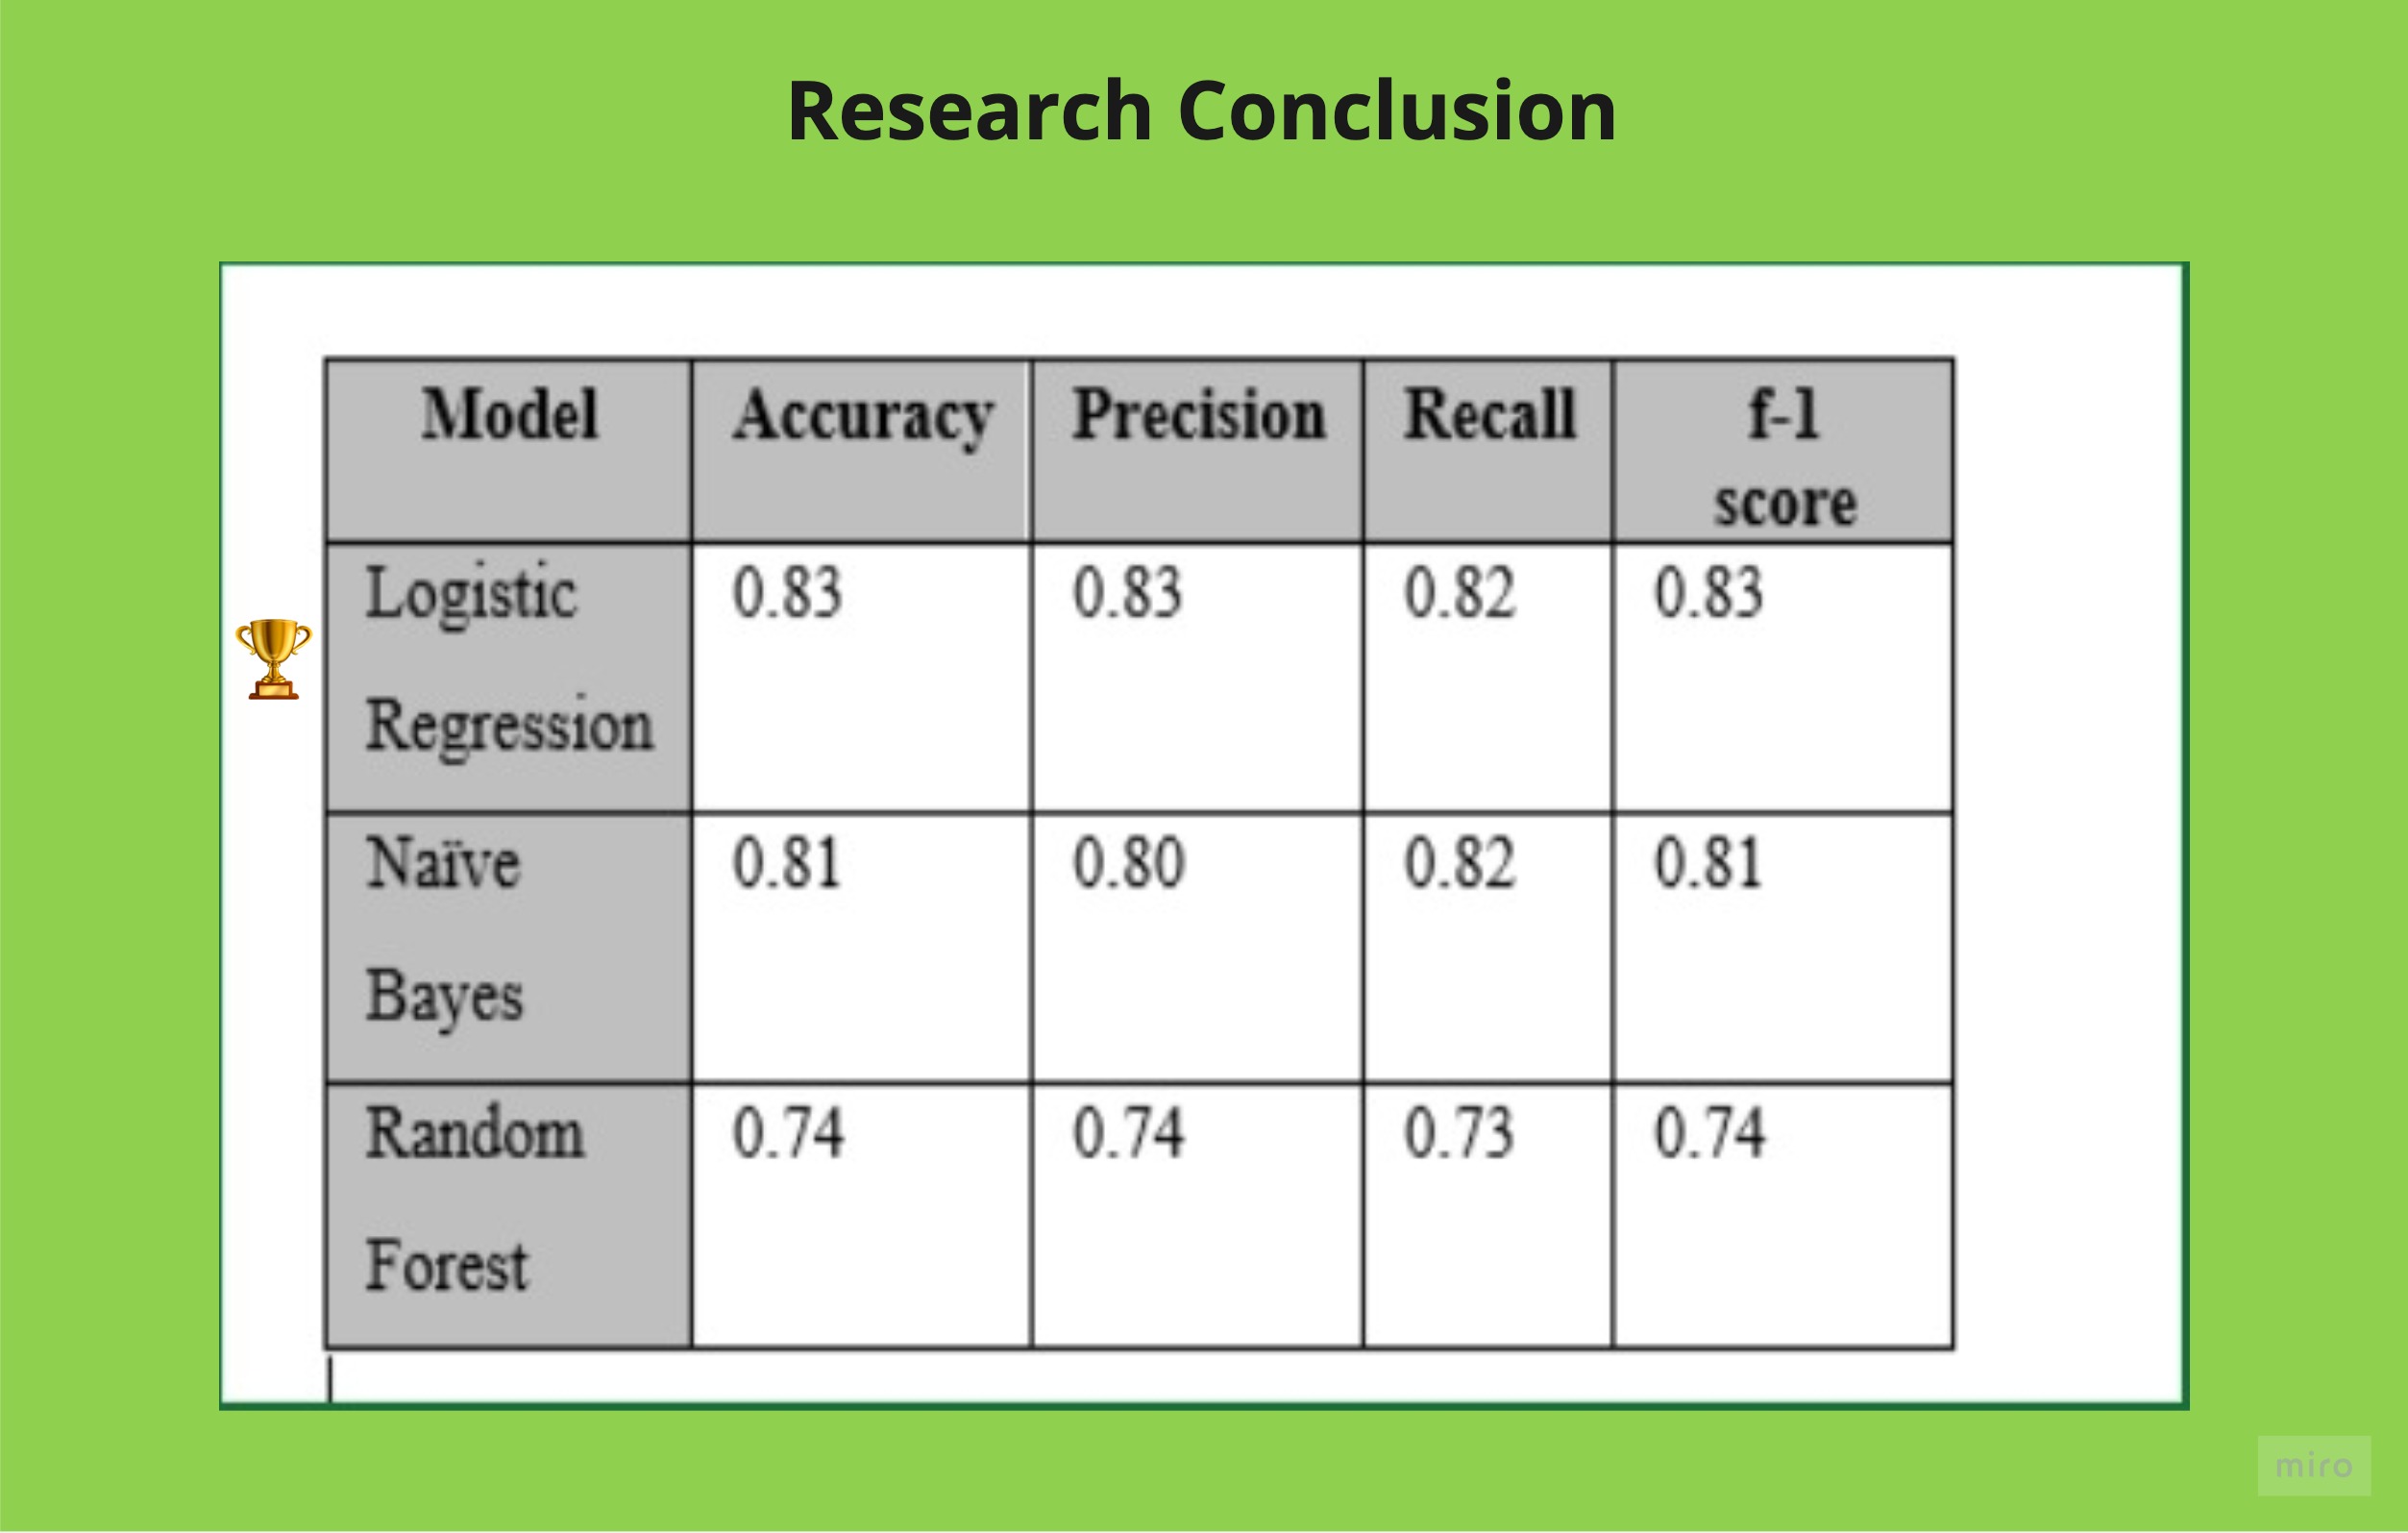 Research Conclusion
Model Accuracy Precision Recall f-1
score
Logistic 0.83 0.83 0.82 0.83
Regression
Naïve 0.81 0.80 0.82 0.81
Bayes
Random 0.74 0.74 0.73 0.74
Forest
miro